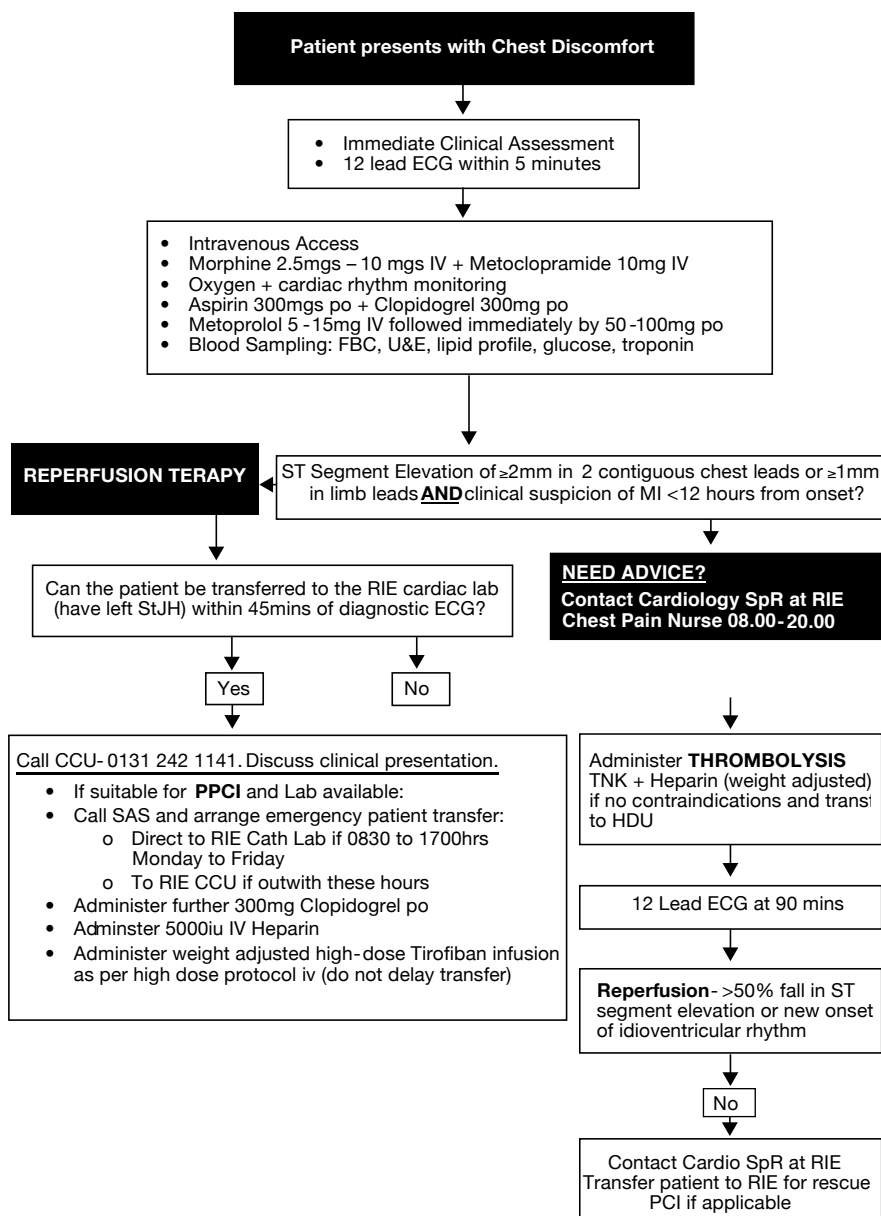 Patient presents with Chest Discomfort
• Immediate Clinical Assessment
• 12 lead ECG within 5 minutes
• Intravenous Access
• Morphine 2.5mgs – 10 mgs IV + Metoclopramide 10mg IV
• Oxygen + cardiac rhythm monitoring
• Aspirin 300mgs po + Clopidogrel 300mg po
• Metoprolol 5 -15mg IV followed immediately by 50 -100mg po
• Blood Sampling: FBC, U&E, lipid profile, glucose, troponin
REPERFUSION TERAPY
ST Segment Elevation of ≥2mm in 2 contiguous chest leads or ≥1mm
in limb leads AND clinical suspicion of MI <12 hours from onset?
Can the patient be transferred to the RIE cardiac lab
(have left StJH) within 45mins of diagnostic ECG?
NEED ADVICE?
Contact Cardiology SpR at RIE
Chest Pain Nurse 08.00-20.00
Yes
No
Call CCU- 0131 242 1141. Discuss clinical presentation.
• If suitable for PPCI and Lab available:
• Call SAS and arrange emergency patient transfer:
o Direct to RIE Cath Lab if 0830 to 1700hrs
Monday to Friday
o To RIE CCU if outwith these hours
• Administer further 300mg Clopidogrel po
• Adminster 5000iu IV Heparin
• Administer weight adjusted high-dose Tirofiban infusion
as per high dose protocol iv (do not delay transfer)
Administer THROMBOLYSIS
TNK + Heparin (weight adjusted)
if no contraindications and transf
to HDU
12 Lead ECG at 90 mins
Reperfusion- >50% fall in ST
segment elevation or new onset
of idioventricular rhythm
No
Contact Cardio SpR at RIE
Transfer patient to RIE for rescue
PCI if applicable